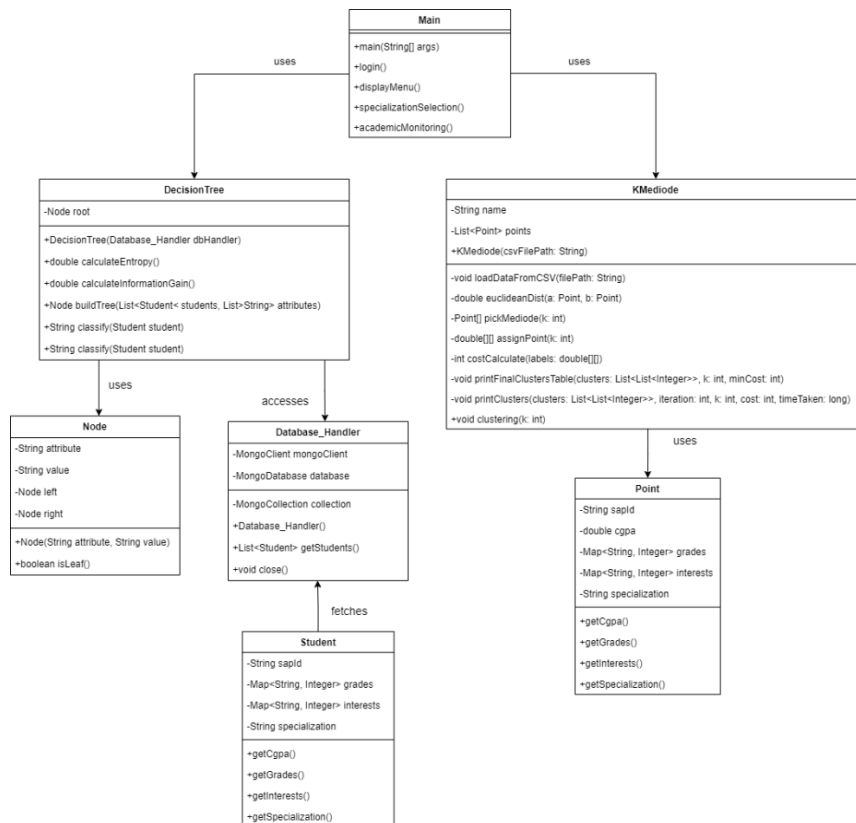 Main
+main(String[] args)
+login()
+displayMenu()
+specializationSelection()
+academicMonitoring()
uses
uses
DecisionTree
-Node root
+DecisionTree(Database_Handler dbHandler)
+double calculateEntropy()
+double calculateInformationGain()
+Node buildTree(List<Student< students, List>String> attributes)
+String classify(Student student)
+String classify(Student student)
KMediode
-String name
-List<Point> points
+KMediode(csvFilePath: String)
-void loadDataFromCSV(filePath: String)
-double euclideanDist(a: Point, b: Point)
-Point[] pickMediode(k: int)
-double[][] assignPoint(k: int)
-int costCalculate(labels: double[][])
-void printFinalClustersTable(clusters: List<List<Integer>>, k: int, minCost: int)
-void printClusters(clusters: List<List<Integer>>, iteration: int, k: int, cost: int, timeTaken: long)
+void clustering(k: int)
uses
accesses
uses
Node
-String attribute
-String value
-Node left
-Node right
+Node(String attribute, String value)
+boolean isLeaf()
Database_Handler
-MongoClient mongoClient
-MongoDatabase database
-MongoCollection collection
+Database_Handler()
+List<Student> getStudents()
+void close()
fetches
Point
-String sapId
-double cgpa
-Map<String, Integer> grades
-Map<String, Integer> interests
-String specialization
+getCgpa()
+getGrades()
+getInterests()
+getSpecialization()
Student
-String sapId
-Map<String, Integer> grades
-Map<String, Integer> interests
-String specialization
+getCgpa()
+getGrades()
+getInterests()
+getSpecialization()